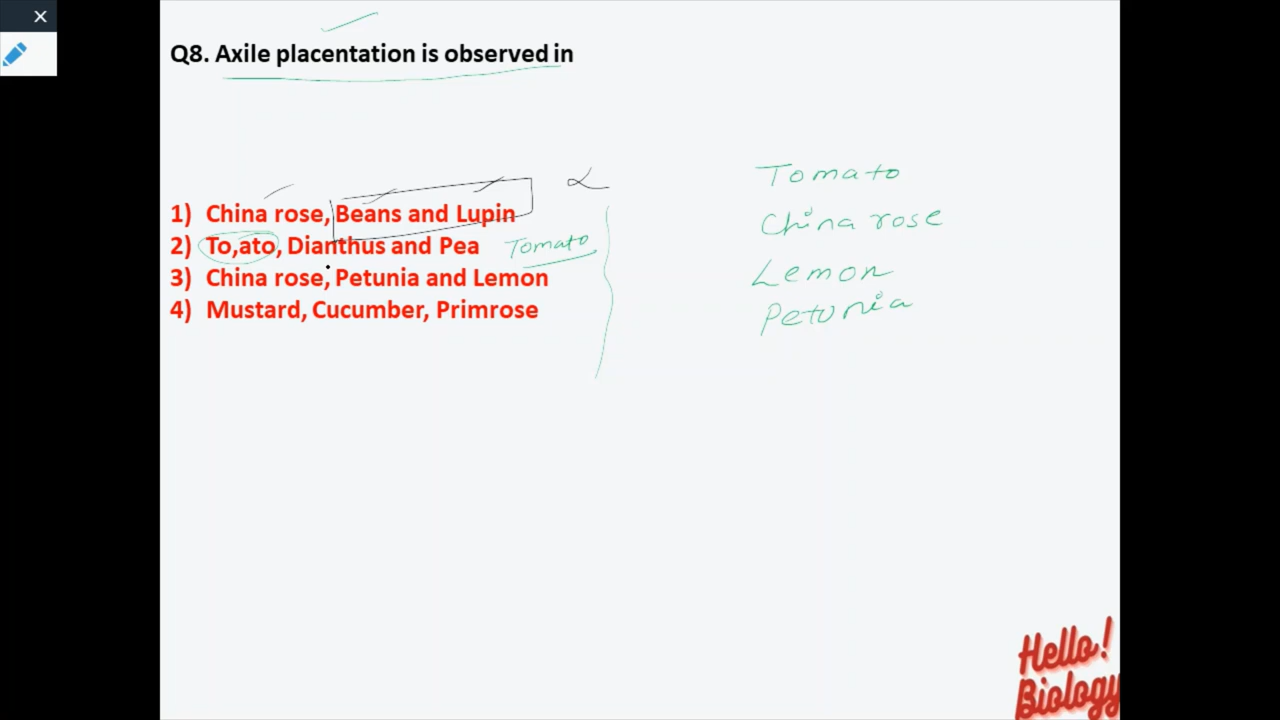 Q8. Axile placentation is observed in
1) China rose, Beans and Lupin
2) To,ato, Dianthus and Pea Tomato
3) China rose, Petunia and Lemon
4) Mustard, Cucumber, Primrose
Tomato
China rose
Lemon
Petunia
Hello!
Biology